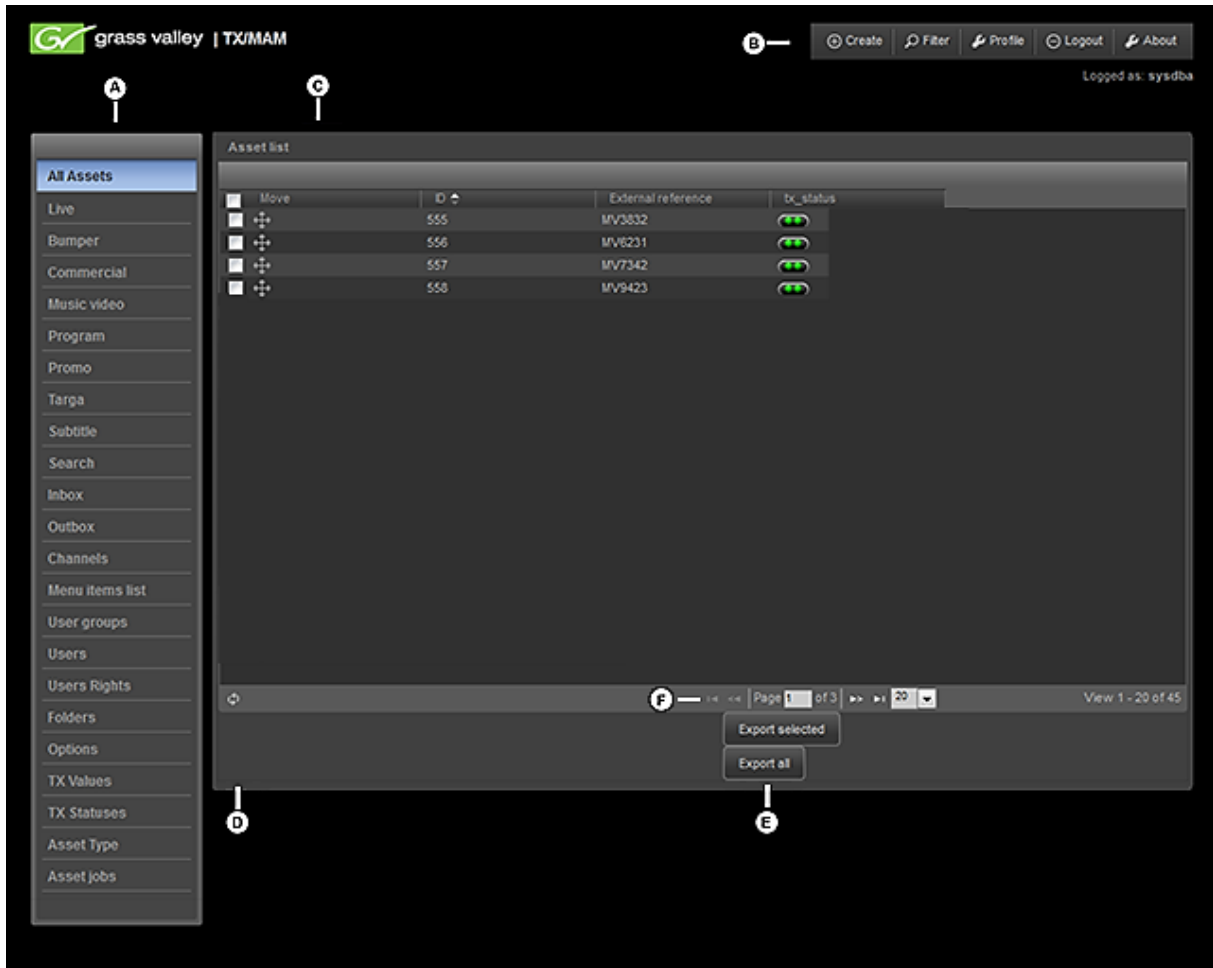 grass valley | TX/MAM
B
Create Filter Profile Logout About
Logged as: sysdba
A
C
All Assets
Live
Bumper
Commercial
Music video
Program
Promo
Targa
Subtitle
Search
Inbox
Outbox
Channels
Menu items list
User groups
Users
Users Rights
Folders
Options
TX Values
TX Statuses
Asset Type
Asset jobs
Asset list
Move ID External reference tx_status
555 MV3832
556 MV6231
557 MV7342
558 MV9423
F
Page 1 of 3 20
View 1 - 20 of 45
Export selected
Export all
D
E